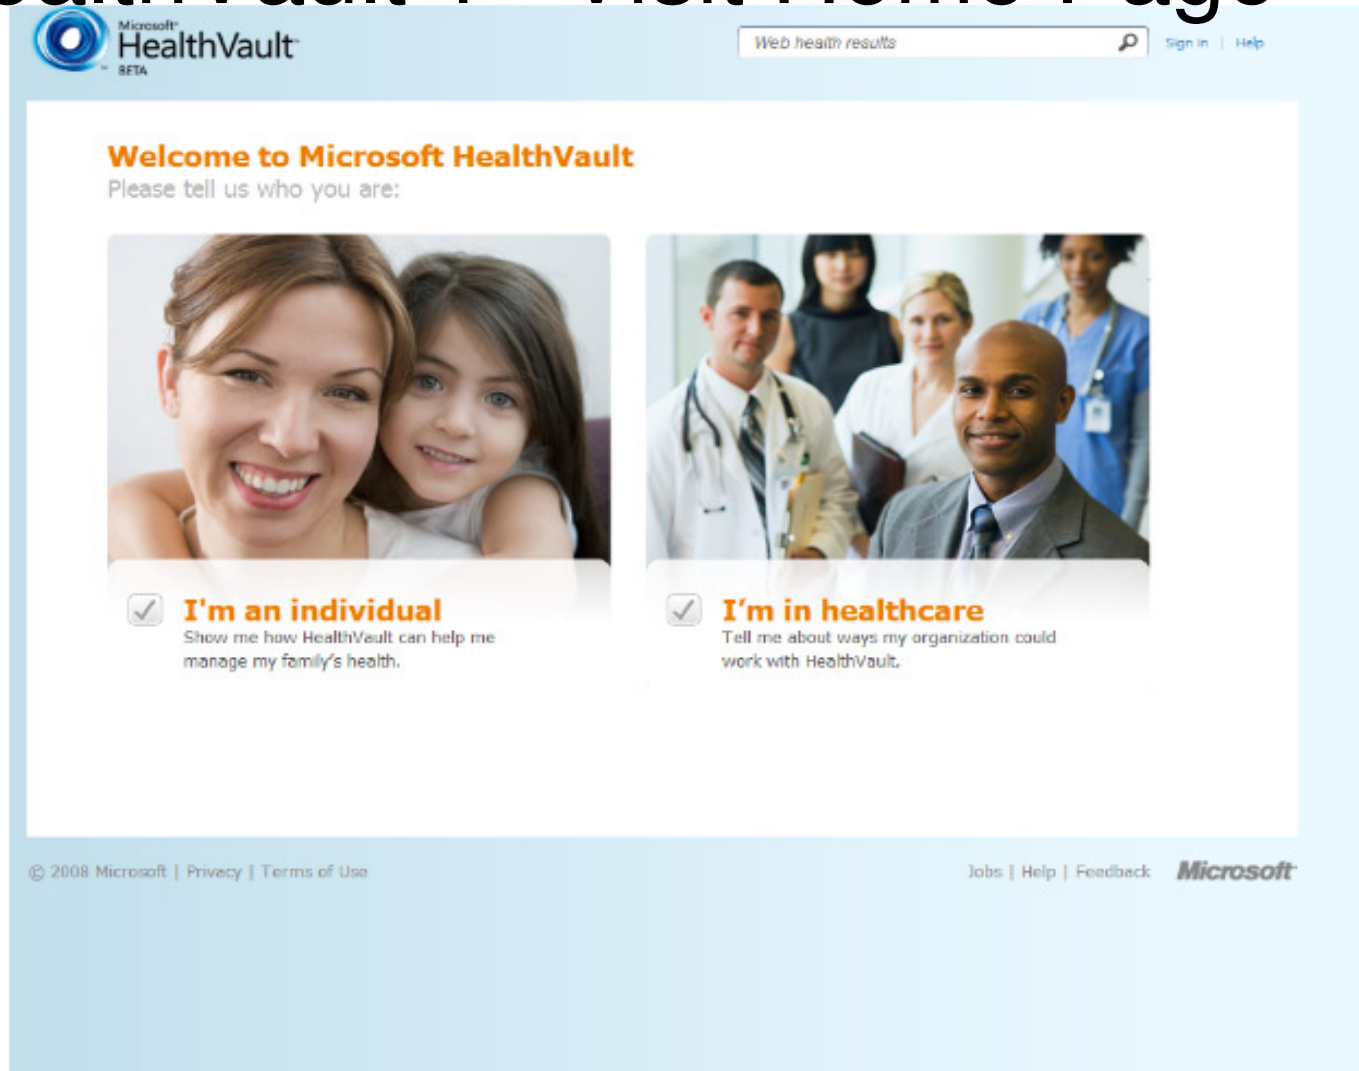 HealthVault
Microsoft
HealthVault
BETA
Web health results
Sign In | Help
Welcome to Microsoft HealthVault
Please tell us who you are:
I'm an individual
Show me how HealthVault can help me
manage my family's health.
I'm in healthcare
Tell me about ways my organization could
work with HealthVault.
© 2008 Microsoft | Privacy | Terms of Use
Jobs | Help | Feedback Microsoft